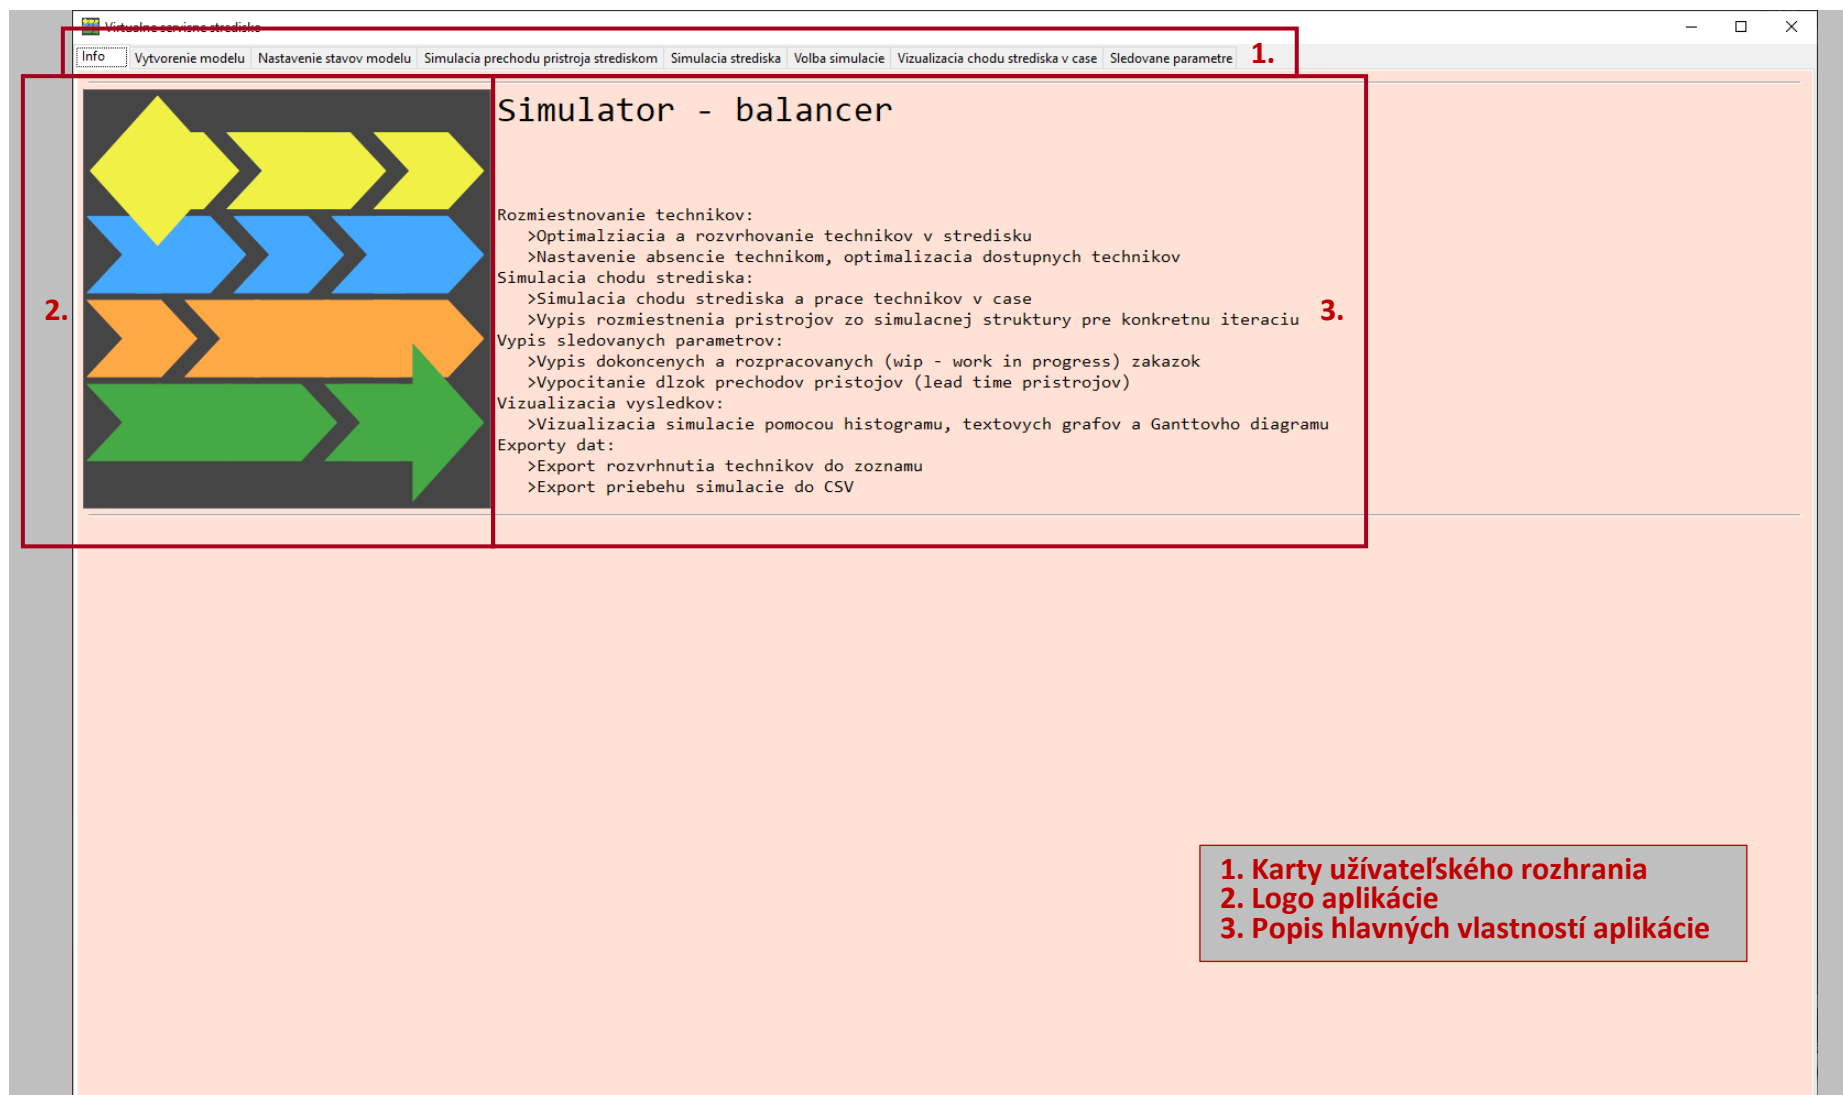 Virtualne servisne stredisko
Info Vytvorenie modelu Nastavenie stavov modelu Simulacia prechodu pristroja strediskom Simulacia strediska Volba simulacie Vizualizacia chodu strediska v case Sledovane parametre 1.
Simulator - balancer
Rozmiestnovanie technikov:
>Optimalziacia a rozvrhovanie technikov v stredisku
>Nastavenie absencie technikom, optimalizacia dostupnych technikov
Simulacia chodu strediska:
>Simulacia chodu strediska a prace technikov v case
2.
>Vypis rozmiestnenia pristrojov zo simulacnej struktury pre konkretnu iteraciu 3.
Vypis sledovanych parametrov:
>Vypis dokoncenych a rozpracovanych (wip - work in progress) zakazok
>Vypocitanie dlzok prechodov pristojov (lead time pristrojov)
Vizualizacia vysledkov:
>Vizualizacia simulacie pomocou histogramu, textovych grafov a Ganttovho diagramu
Exporty dat:
>Export rozvrhnutia technikov do zoznamu
>Export priebehu simulacie do CSV
1. Karty užívateľského rozhrania
2. Logo aplikácie
3. Popis hlavných vlastností aplikácie